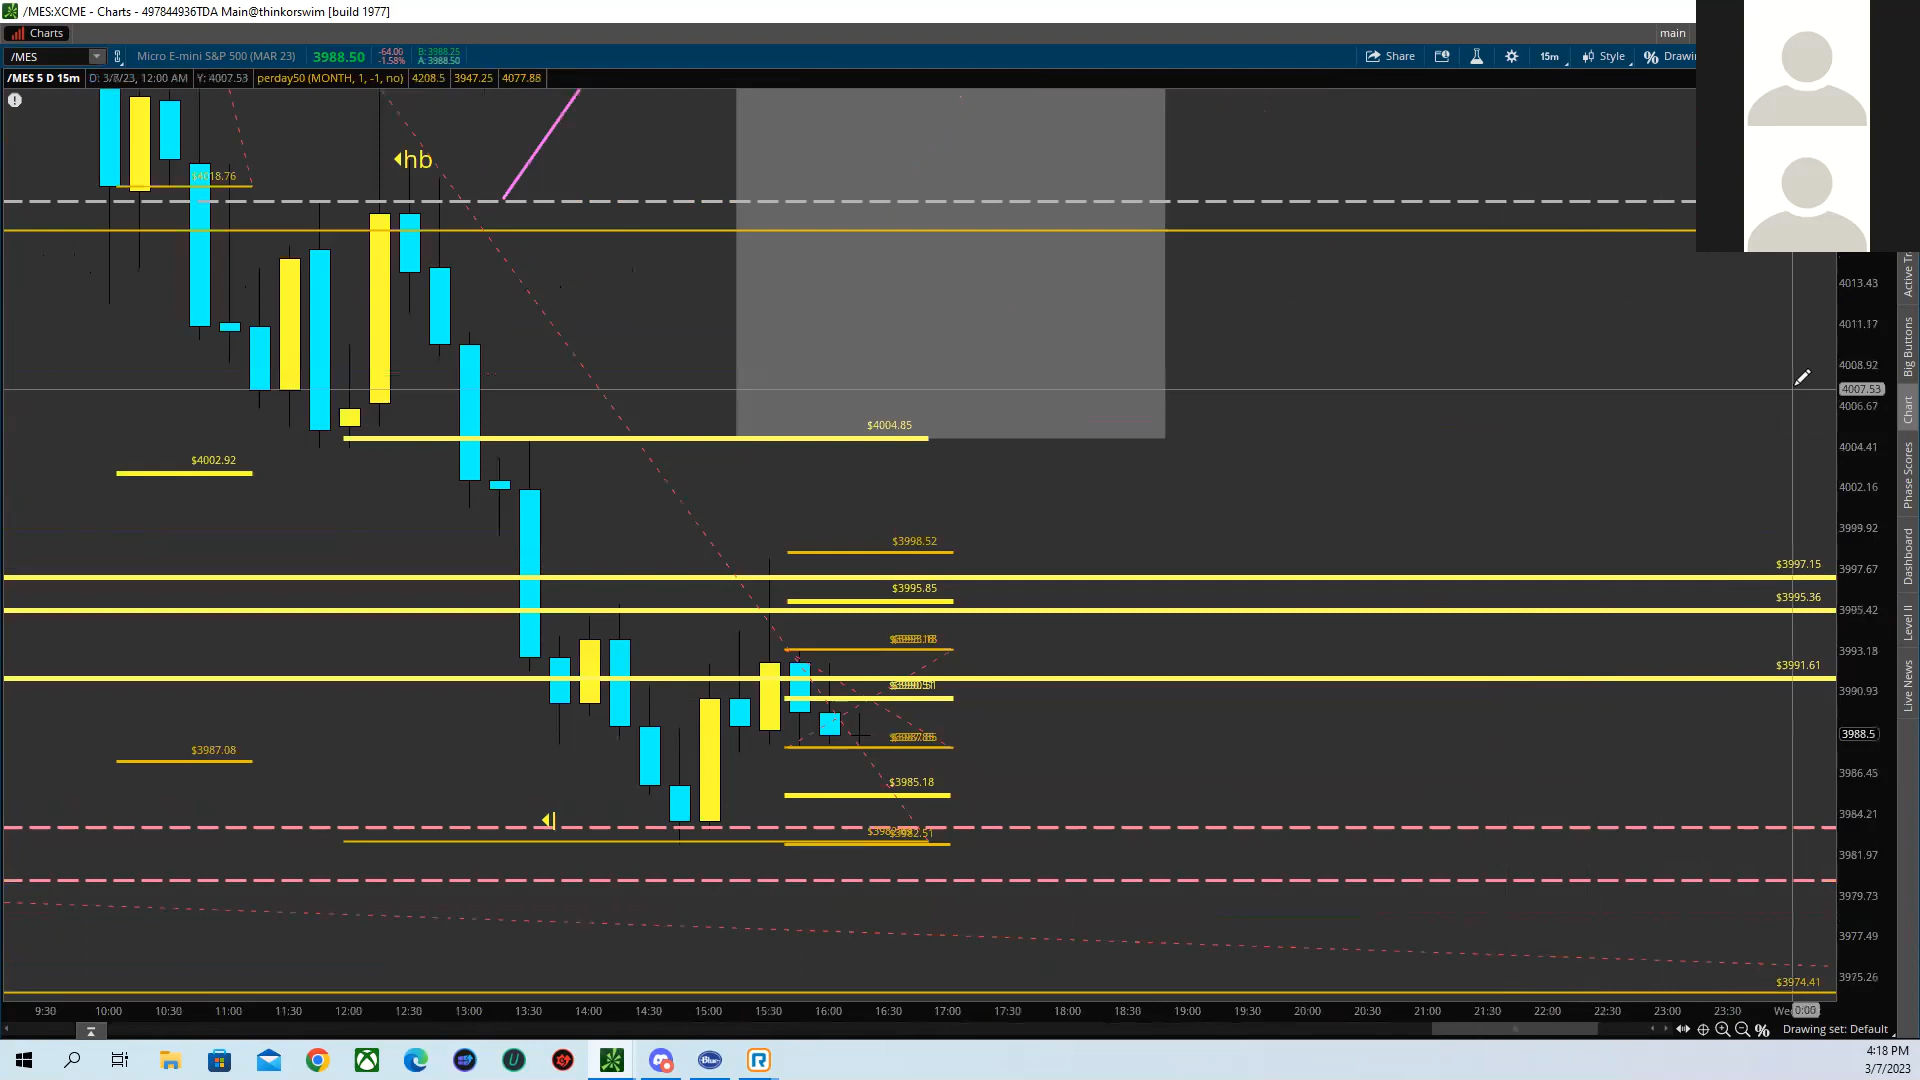 /MES:XCME - Charts - 497844936TDA Main@thinkorswim [build 1977]
Charts
main
/MES
Micro E-mini S&P 500 (MAR 23)
3988.50
-64.00
-1.58%
B: 3988.25
A: 3988.50
Share
15m
Style
Drawin
/MES 5 D 15m
D: 3/7/23, 12:00 AM
Y: 4007.53
perday50 (MONTH, 1, -1, no)
4208.5
3947.25
4077.88
hb
$4018.76
4013.43
4011.17
4008.92
4007.53
4006.67
$4004.85
4004.41
$4002.92
4002.16
3999.92
$3998.52
$3997.15
3997.67
$3995.85
$3995.36
3995.42
3993.18
$3991.61
3990.93
$3987.08
3988.5
$3985.18
3986.45
l
3984.21
$3982.51
3981.97
3979.73
3977.49
3975.26
$3974.41
9:30
10:00
10:30
11:00
11:30
12:00
12:30
13:00
13:30
14:00
14:30
15:00
15:30
16:00
16:30
17:00
17:30
18:00
18:30
19:00
19:30
20:00
20:30
21:00
21:30
22:00
22:30
23:00
23:30
We
0:00
Drawing set: Default
Active Tr
Big Buttons
Chart
Phase Scores
Dashboard
Level II
Live News
Blue
4:18 PM
3/7/2023